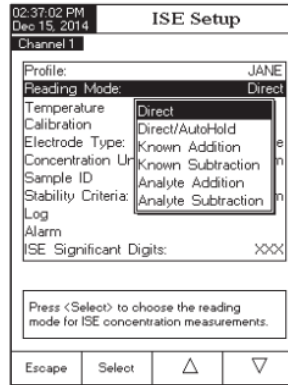 02:37:02 PM
Dec 15, 2014
ISE Setup
Channel 1
Profile: JANE
Reading Mode: Direct
Temperature
Calibration
Electrode Type:
Concentration
Sample ID
Stability Criteria:
Log
Alarm
ISE Significant Digits: XXX
Direct
Direct/AutoHold
Known Addition
Known Subtraction
Analyte Addition
Analyte Subtraction
Press <Select> to choose the reading
mode for ISE concentration measurements.
Escape Select